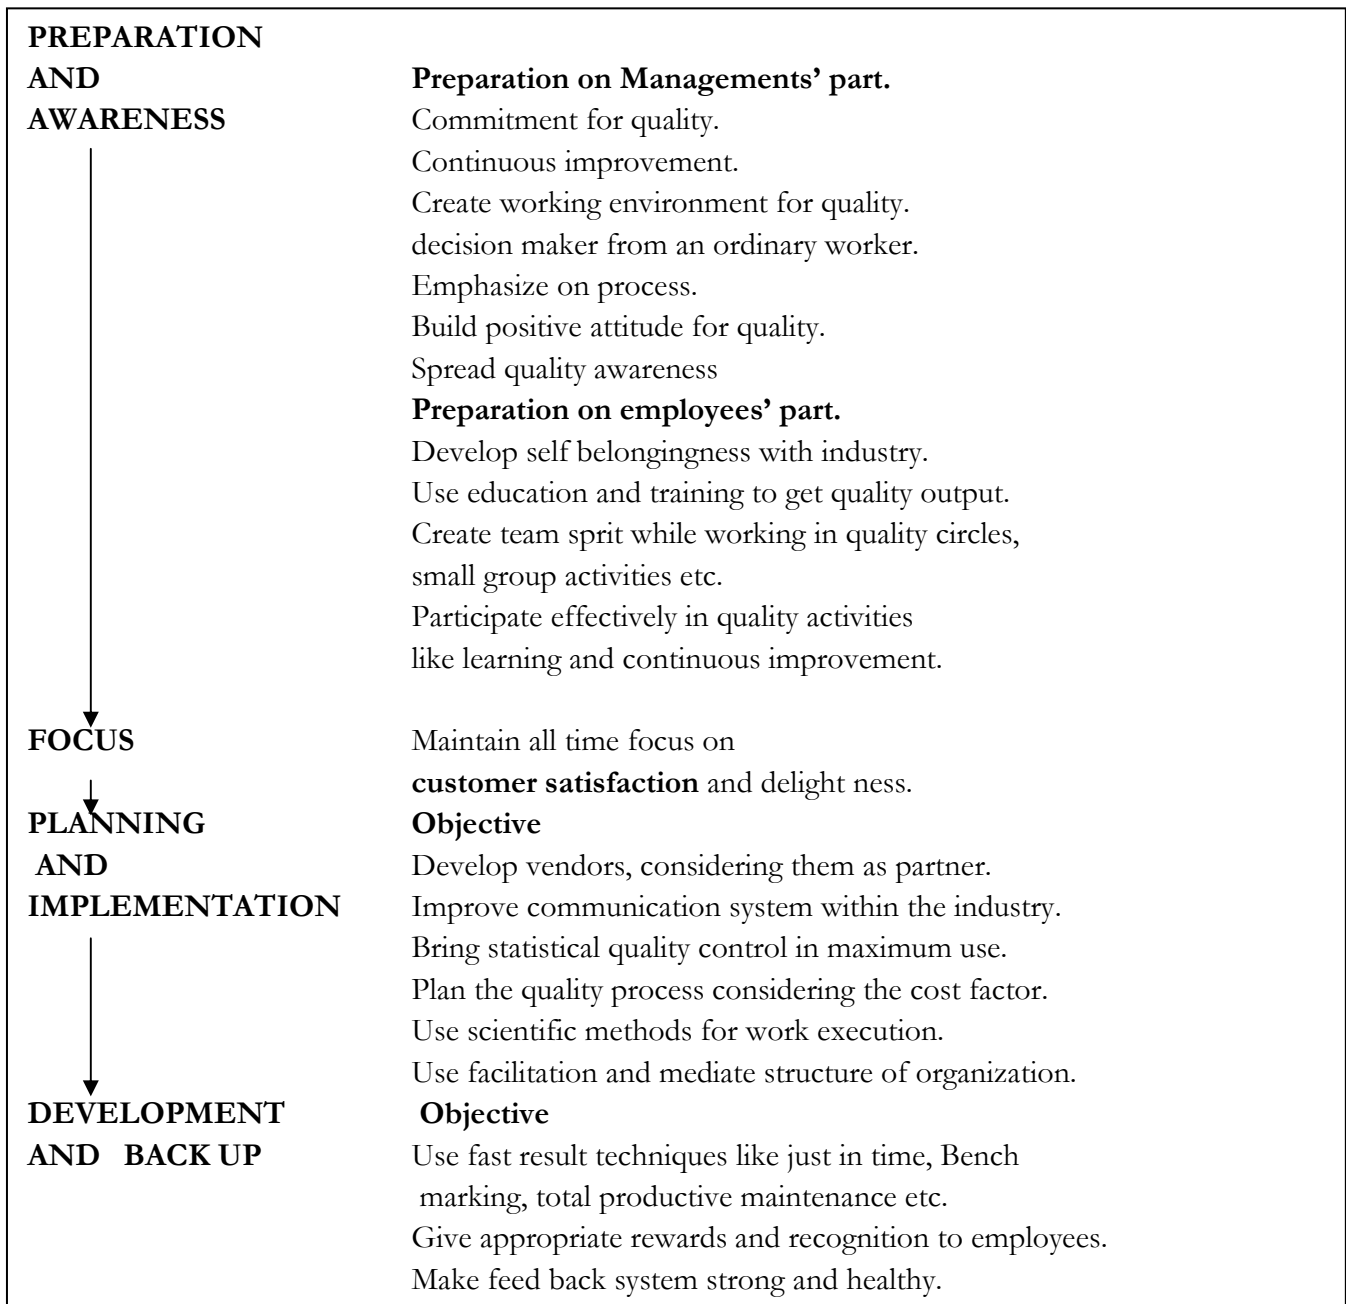 PREPARATION
AND Preparation on Managements’ part.
AWARENESS Commitment for quality.
Continuous improvement.
Create working environment for quality.
decision maker from an ordinary worker.
Emphasize on process.
Build positive attitude for quality.
Spread quality awareness
Preparation on employees’ part.
Develop self belongingness with industry.
Use education and training to get quality output.
Create team sprit while working in quality circles,
small group activities etc.
Participate effectively in quality activities
like learning and continuous improvement.
FOCUS Maintain all time focus on
customer satisfaction and delight ness.
PLANNING Objective
AND Develop vendors, considering them as partner.
IMPLEMENTATION Improve communication system within the industry.
Bring statistical quality control in maximum use.
Plan the quality process considering the cost factor.
Use scientific methods for work execution.
Use facilitation and mediate structure of organization.
DEVELOPMENT Objective
AND BACK UP Use fast result techniques like just in time, Bench
marking, total productive maintenance etc.
Give appropriate rewards and recognition to employees.
Make feed back system strong and healthy.